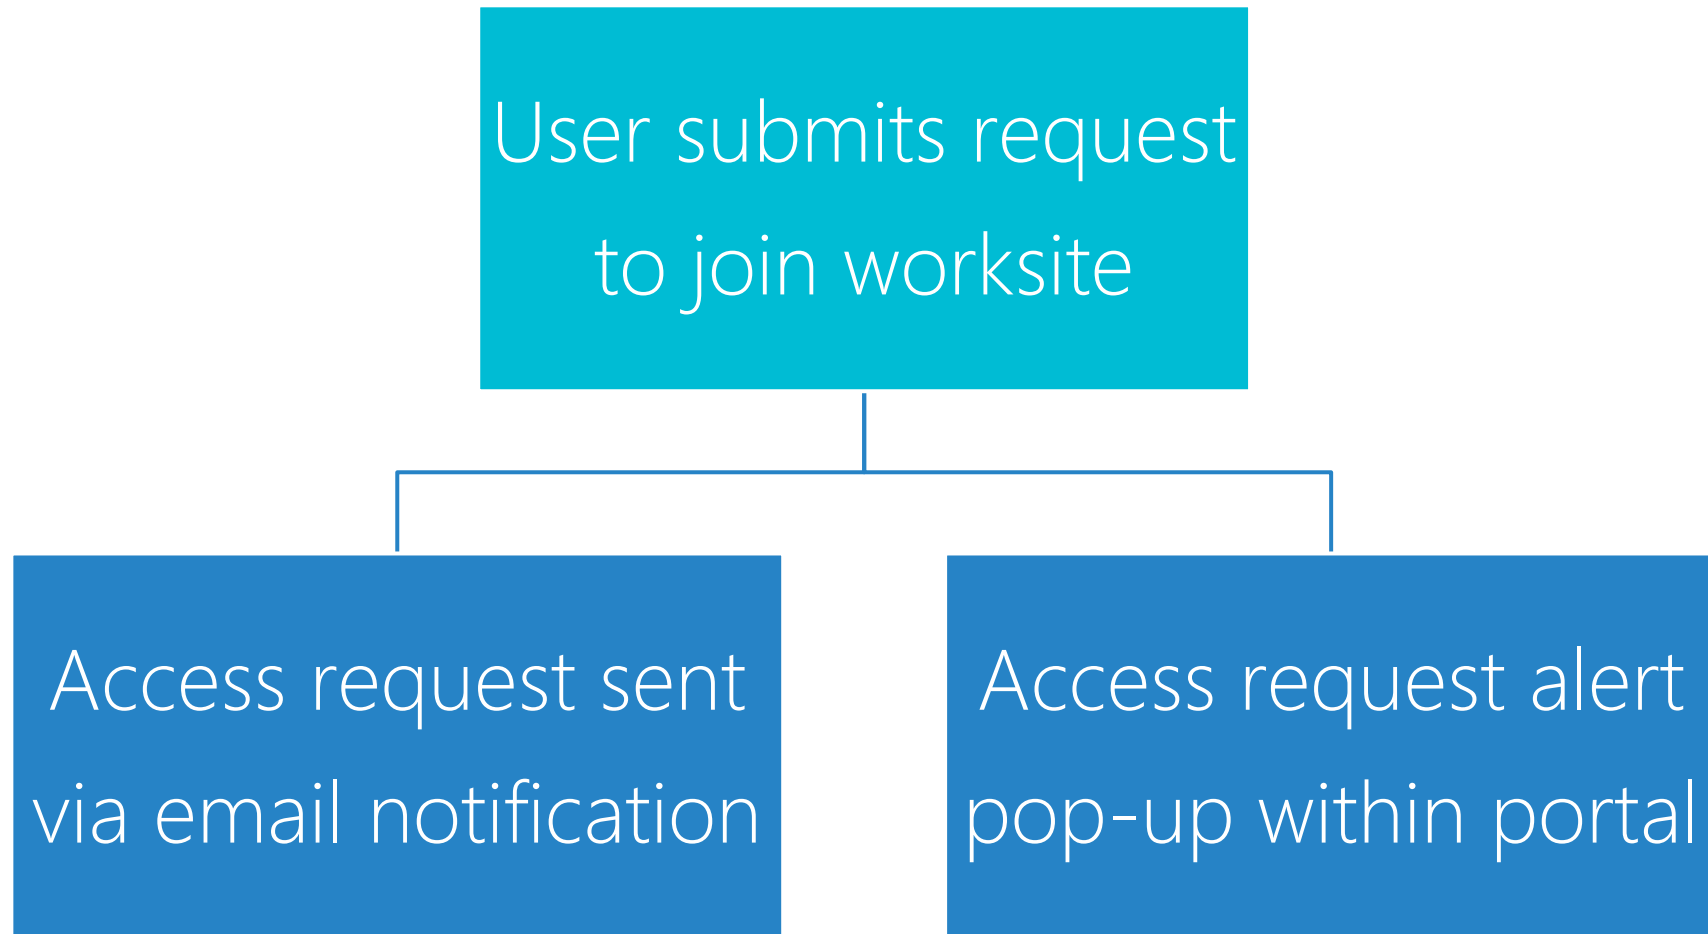 User submits request
to join worksite
Access request sent
via email notification
Access request alert
pop-up within portal